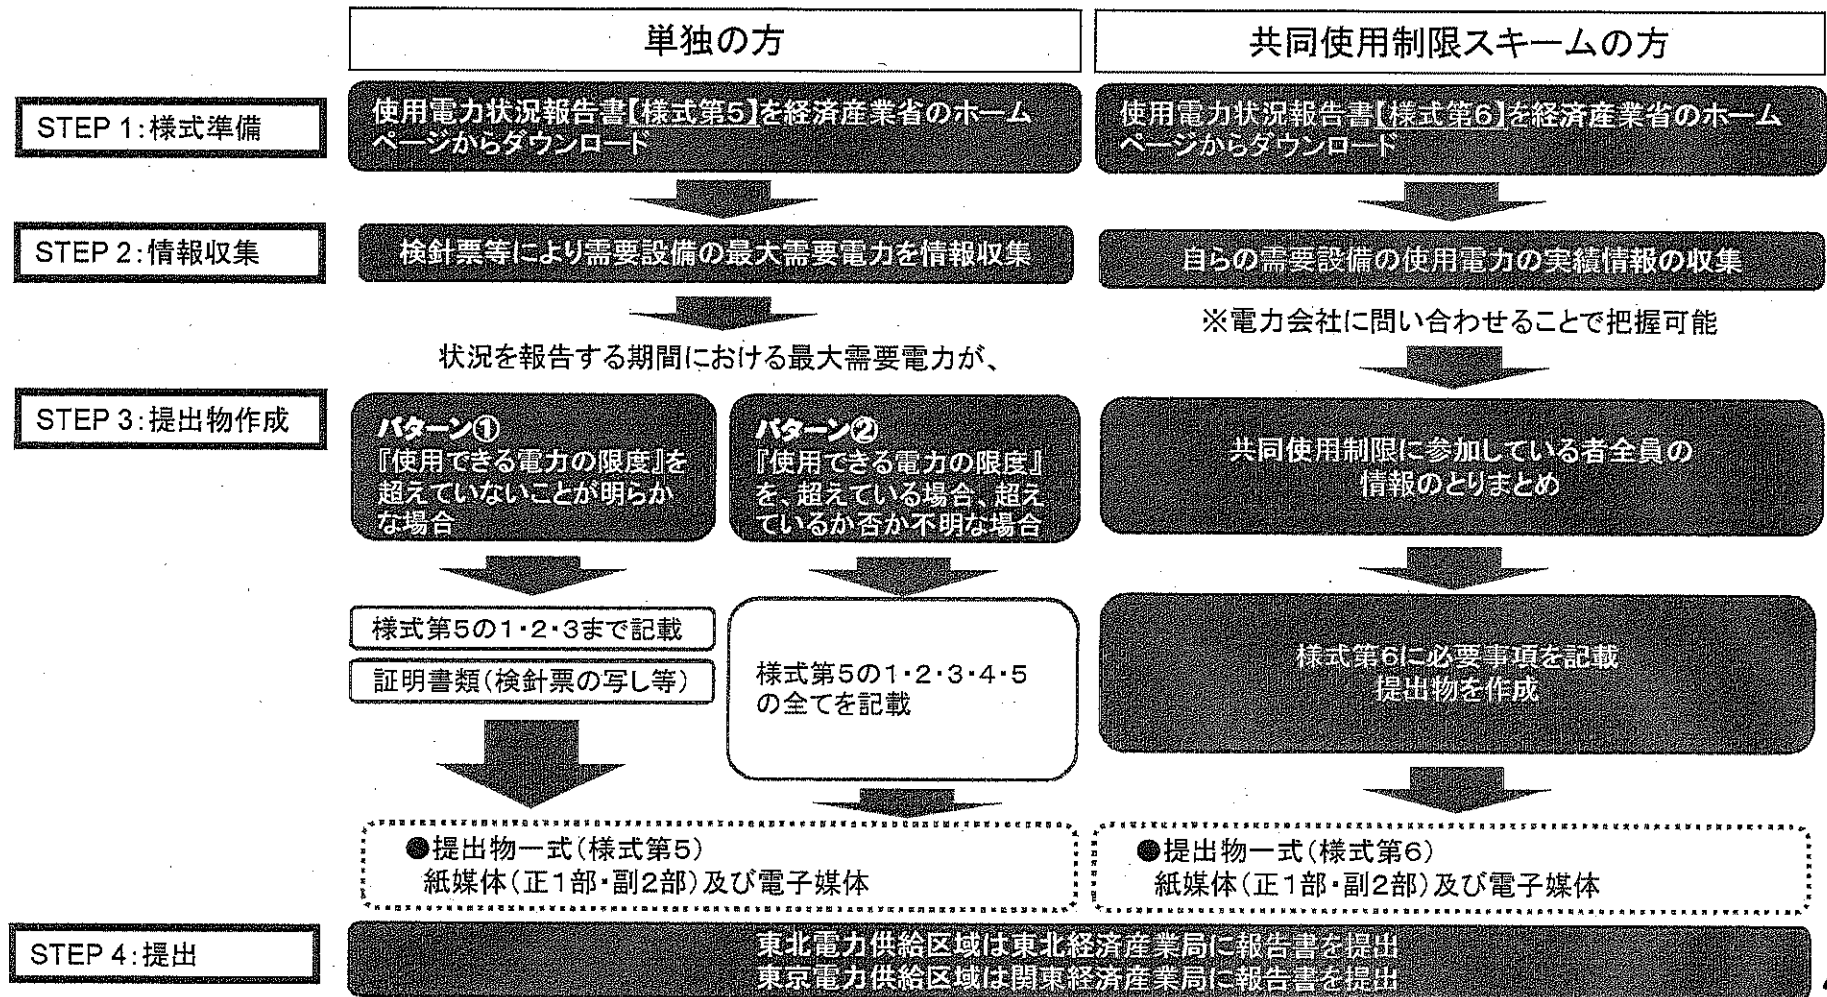 単独の方
共同使用制限スキームの方
STEP 1:様式準備
使用電力状況報告書【様式第5】を経済産業省のホーム
ページからダウンロード
使用電力状況報告書【様式第6】を経済産業省のホーム
ページからダウンロード
STEP 2:情報収集
検針票等により需要設備の最大需要電力を情報収集
自らの需要設備の使用電力の実績情報の収集
※電力会社に問い合わせることで把握可能
状況を報告する期間における最大需要電力が、
STEP 3:提出物作成
パターン①
『使用できる電力の限度』を
超えていないことが明らか
な場合
パターン②
『使用できる電力の限度』
を、超えている場合、超え
ているか否か不明な場合
共同使用制限に参加している者全員の
情報のとりまとめ
様式第5の1・2・3まで記載
証明書類(検針票の写し等)
様式第5の1・2・3・4・5
の全てを記載
様式第6に必要事項を記載
提出物を作成
●提出物一式(様式第5)
紙媒体(正1部・副2部)及び電子媒体
●提出物一式(様式第6)
紙媒体(正1部・副2部)及び電子媒体
STEP 4:提出
東北電力供給区域は東北経済産業局に報告書を提出
東京電力供給区域は関東経済産業局に報告書を提出